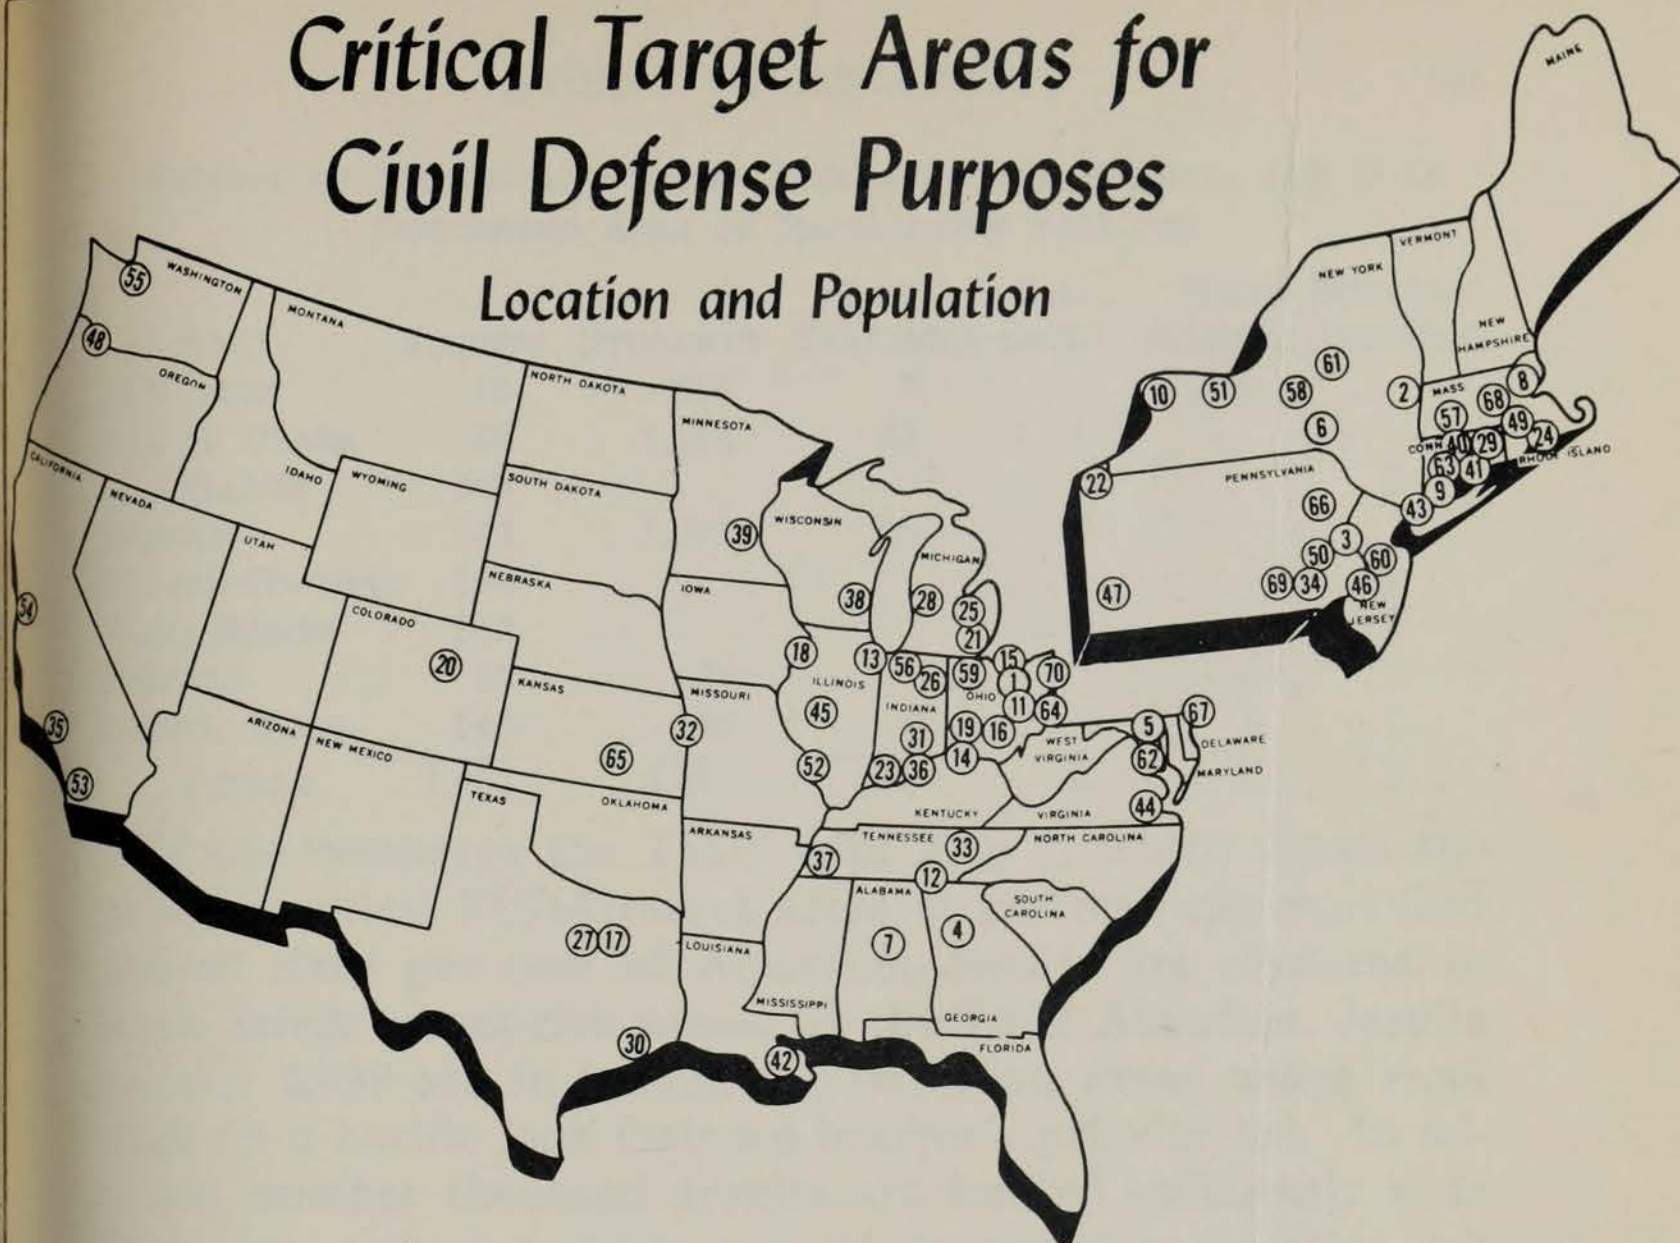 Critical Target Areas for
Civil Defense Purposes
Location and Population
MAINE
VERMONT
NEW YORK
NEW
HAMPSHIRE
MASS
CONN
RHODE ISLAND
PENNSYLVANIA
NEW
JERSEY
61
10
51
58
2
8
68
57
49
6
40
29
24
63
41
22
9
43
66
3
50
60
69
34
46
47
55
WASHINGTON
48
OREGON
MONTANA
NORTH DAKOTA
MINNESOTA
CALIFORNIA
NEVADA
IDAHO
WYOMING
SOUTH DAKOTA
WISCONSIN
39
UTAH
MICHIGAN
NEBRASKA
IOWA
54
COLORADO
38
28
25
21
20
18
13
56
26
59
15
1
70
KANSAS
MISSOURI
ILLINOIS
INDIANA
OHIO
11
64
45
35
ARIZONA
NEW MEXICO
32
31
19
16
5
67
WEST
VIRGINIA
DELAWARE
65
52
23
36
14
62
MARYLAND
53
TEXAS
OKLAHOMA
KENTUCKY
VIRGINIA
44
ARKANSAS
TENNESSEE
NORTH CAROLINA
33
37
12
ALABAMA
SOUTH
CAROLINA
27
17
LOUISIANA
7
4
MISSISSIPPI
GEORGIA
30
42
FLORIDA